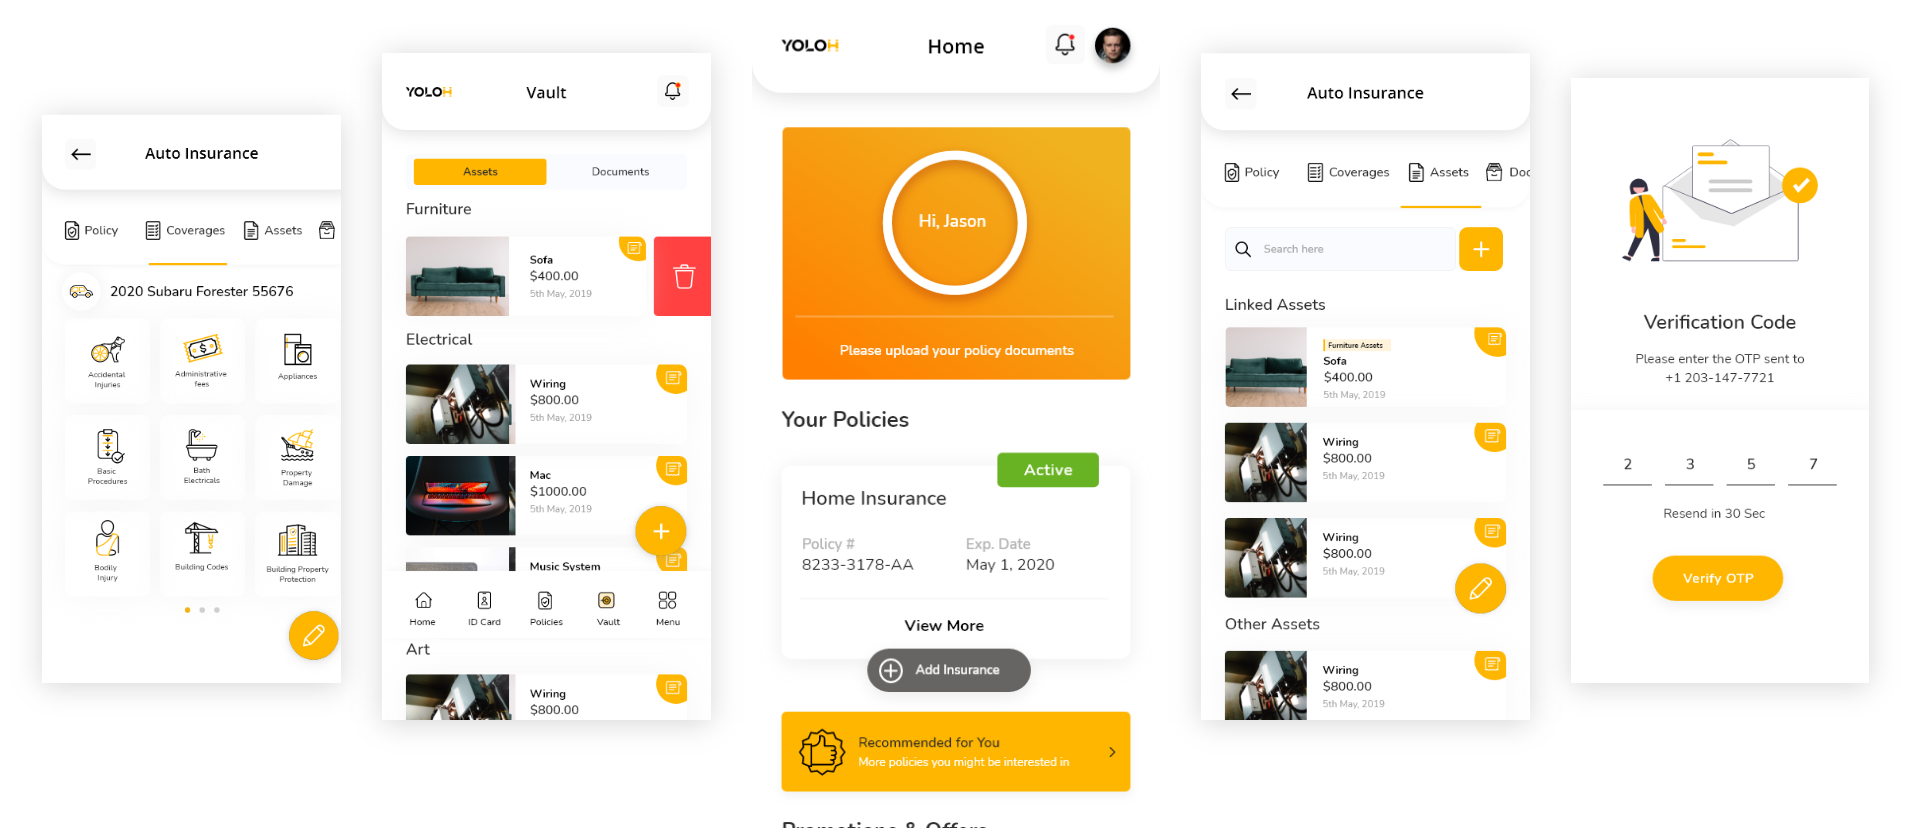 Auto Insurance
Policy
Coverages
Assets
2020 Subaru Forester 55676
Accidental
Injuries
Administrative
fees
Appliances
Basic
Procedures
Bath
Electricals
Property
Damage
Bodily
Injury
Building Codes
Building Property
Protection
YOLOH
Vault
Assets
Documents
Furniture
Sofa
$400.00
5th May, 2019
Electrical
Wiring
$800.00
5th May, 2019
Mac
$1000.00
5th May, 2019
Music System
Home
ID Card
Policies
Vault
Menu
Art
Wiring
$800.00
YOLOH
Home
Hi, Jason
Please upload your policy documents
Your Policies
Active
Home Insurance
Policy #
Exp. Date
8233-3178-AA
May 1, 2020
View More
Add Insurance
Recommended for You
More policies you might be interested in
Promotions & Offers
Auto Insurance
Policy
Coverages
Assets
Doc
Search here
Linked Assets
Furniture Assets
Sofa
$400.00
5th May, 2019
Wiring
$800.00
5th May, 2019
Wiring
$800.00
5th May, 2019
Other Assets
Wiring
$800.00
5th May, 2019
Verification Code
Please enter the OTP sent to
+1 203-147-7721
2 3 5 7
Resend in 30 Sec
Verify OTP